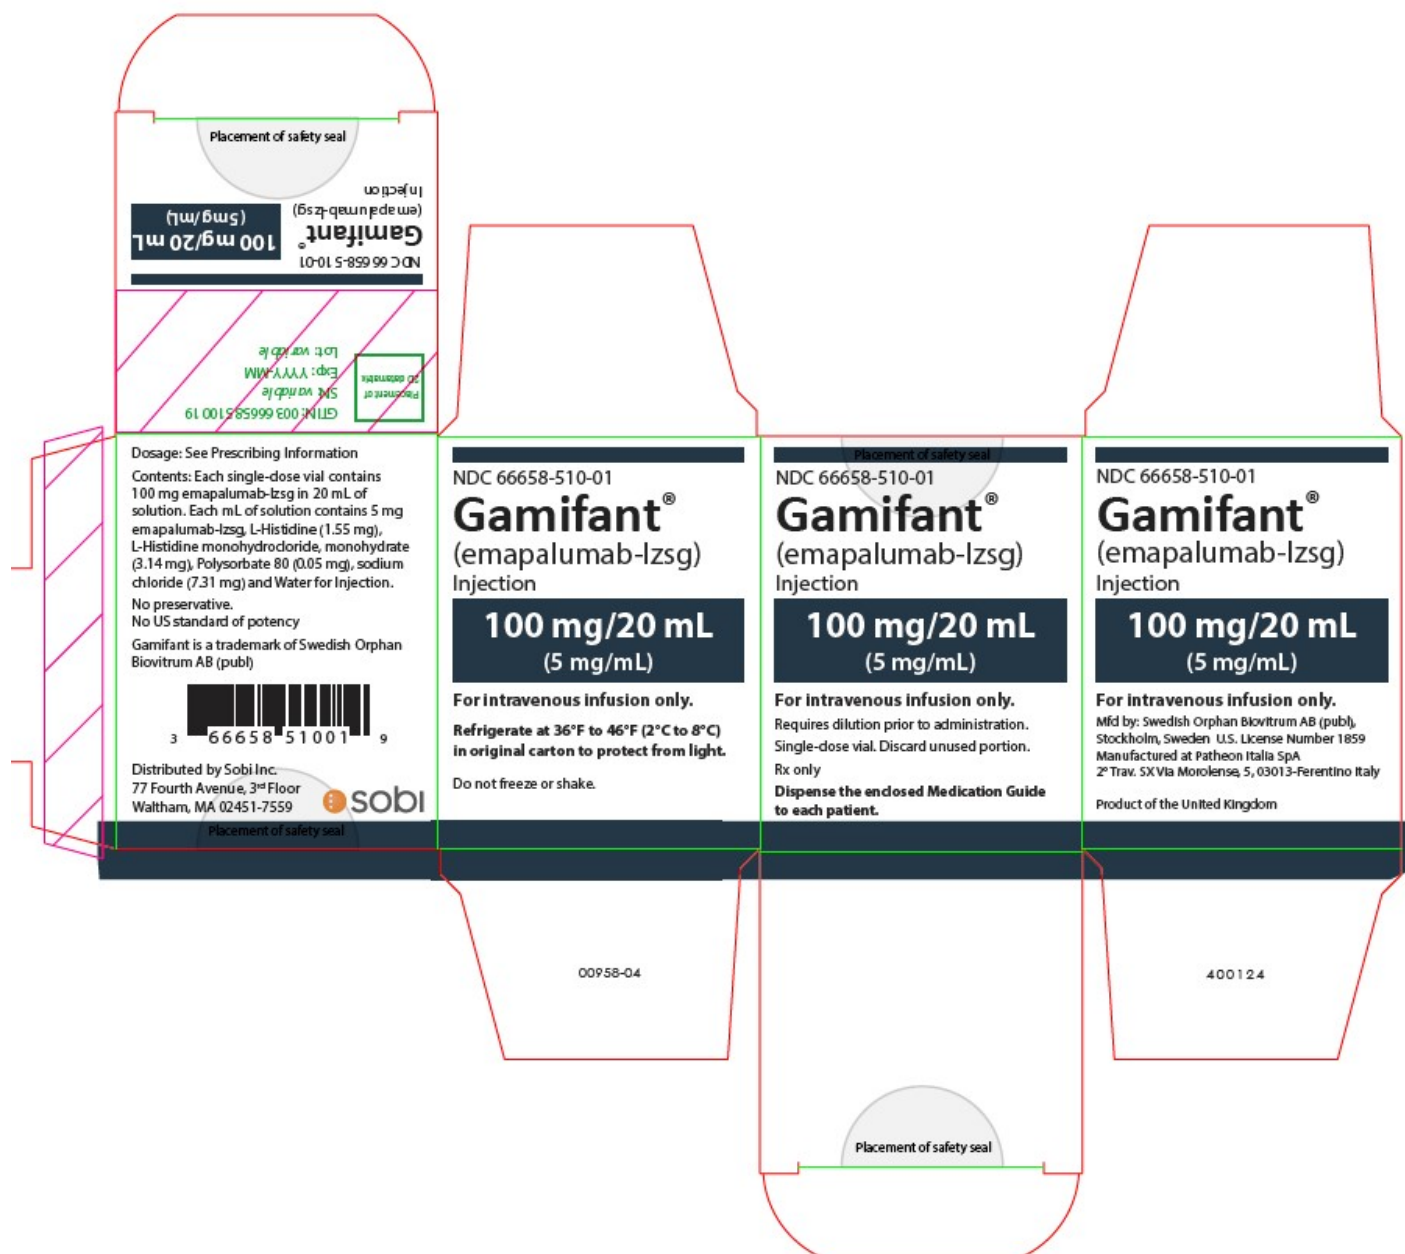 Placement of safety seal
NDC 66658-510-01
Gamifant®
(emapalumab-lzsg)
Injection
100 mg/20 mL
(5mg/mL)
GTIN: 00366658510019
SN: variable
Exp: YYYY-MM
Lot: variable
Placement of
2D datamatrix
Dosage: See Prescribing Information
Contents: Each single-dose vial contains
100 mg emapalumab-lzsg in 20 mL of
solution. Each mL of solution contains 5 mg
emapalumab-lzsg, L-Histidine (1.55 mg),
L-Histidine monohydrocloride, monohydrate
(3.14 mg), Polysorbate 80 (0.05 mg), sodium
chloride (7.31 mg) and Water for Injection.
No preservative.
No US standard of potency
Gamifant is a trademark of Swedish Orphan
Biovitrum AB (publ)
3 66658 51001 9
Distributed by Sobi Inc.
77 Fourth Avenue, 3rd Floor
Waltham, MA 02451-7559
sobi
Placement of safety seal
NDC 66658-510-01
Gamifant®
(emapalumab-lzsg)
Injection
100 mg/20 mL
(5 mg/mL)
For intravenous infusion only.
Refrigerate at 36°F to 46°F (2°C to 8°C)
in original carton to protect from light.
Do not freeze or shake.
00958-04
Placement of safety seal
NDC 66658-510-01
Gamifant®
(emapalumab-lzsg)
Injection
100 mg/20 mL
(5 mg/mL)
For intravenous infusion only.
Requires dilution prior to administration.
Single-dose vial. Discard unused portion.
Rx only
Dispense the enclosed Medication Guide
to each patient.
Placement of safety seal
NDC 66658-510-01
Gamifant®
(emapalumab-lzsg)
Injection
100 mg/20 mL
(5 mg/mL)
For intravenous infusion only.
Mfd by: Swedish Orphan Biovitrum AB (publ),
Stockholm, Sweden U.S. License Number 1859
Manufactured at Patheon Italia SpA
2° Trav. SX Via Morolense, 5, 03013-Ferentino Italy
Product of the United Kingdom
400124